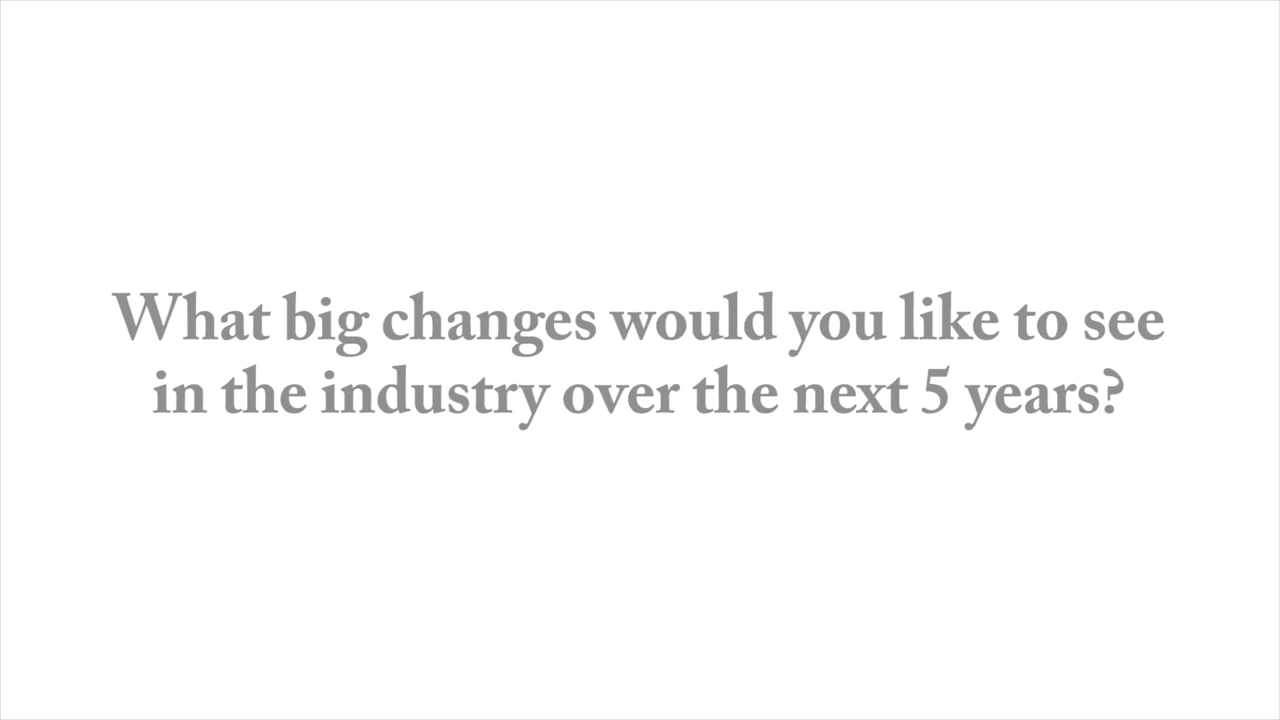 What big changes would you like to see
in the industry over the next 5 years?